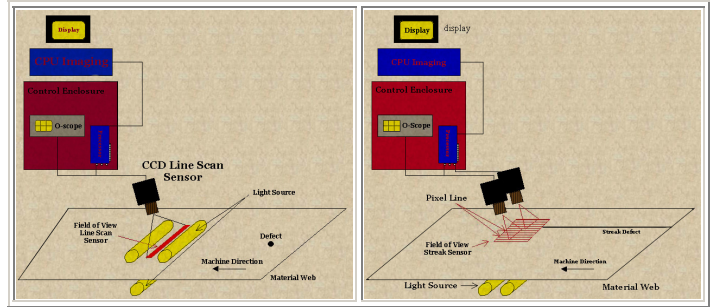 Display
CPU Imaging
Control Enclosure
O-scope
CCD Line Scan
Sensor
Light Source
Field of View
Line Scan
Sensor
Defect
Machine Direction
Material Web
Display
display
CPU Imaging
Control Enclosure
O-Scope
Pixel Line
Streak Defect
Field of View
Streak Sensor
Machine Direction
Light Source
Material Web